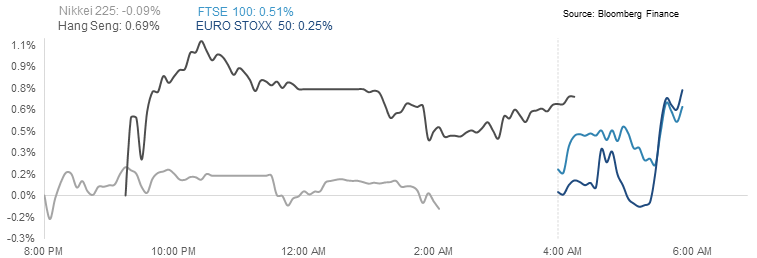 Nikkei 225: -0.09%
FTSE 100: 0.51%
Source: Bloomberg Finance
Hang Seng: 0.69%
EURO STOXX 50: 0.25%
1.1%
0.9%
0.8%
0.6%
0.5%
0.3%
0.2%
0.0%
-0.2%
-0.3%
8:00 PM
10:00 PM
12:00 AM
2:00 AM
4:00 AM
6:00 AM